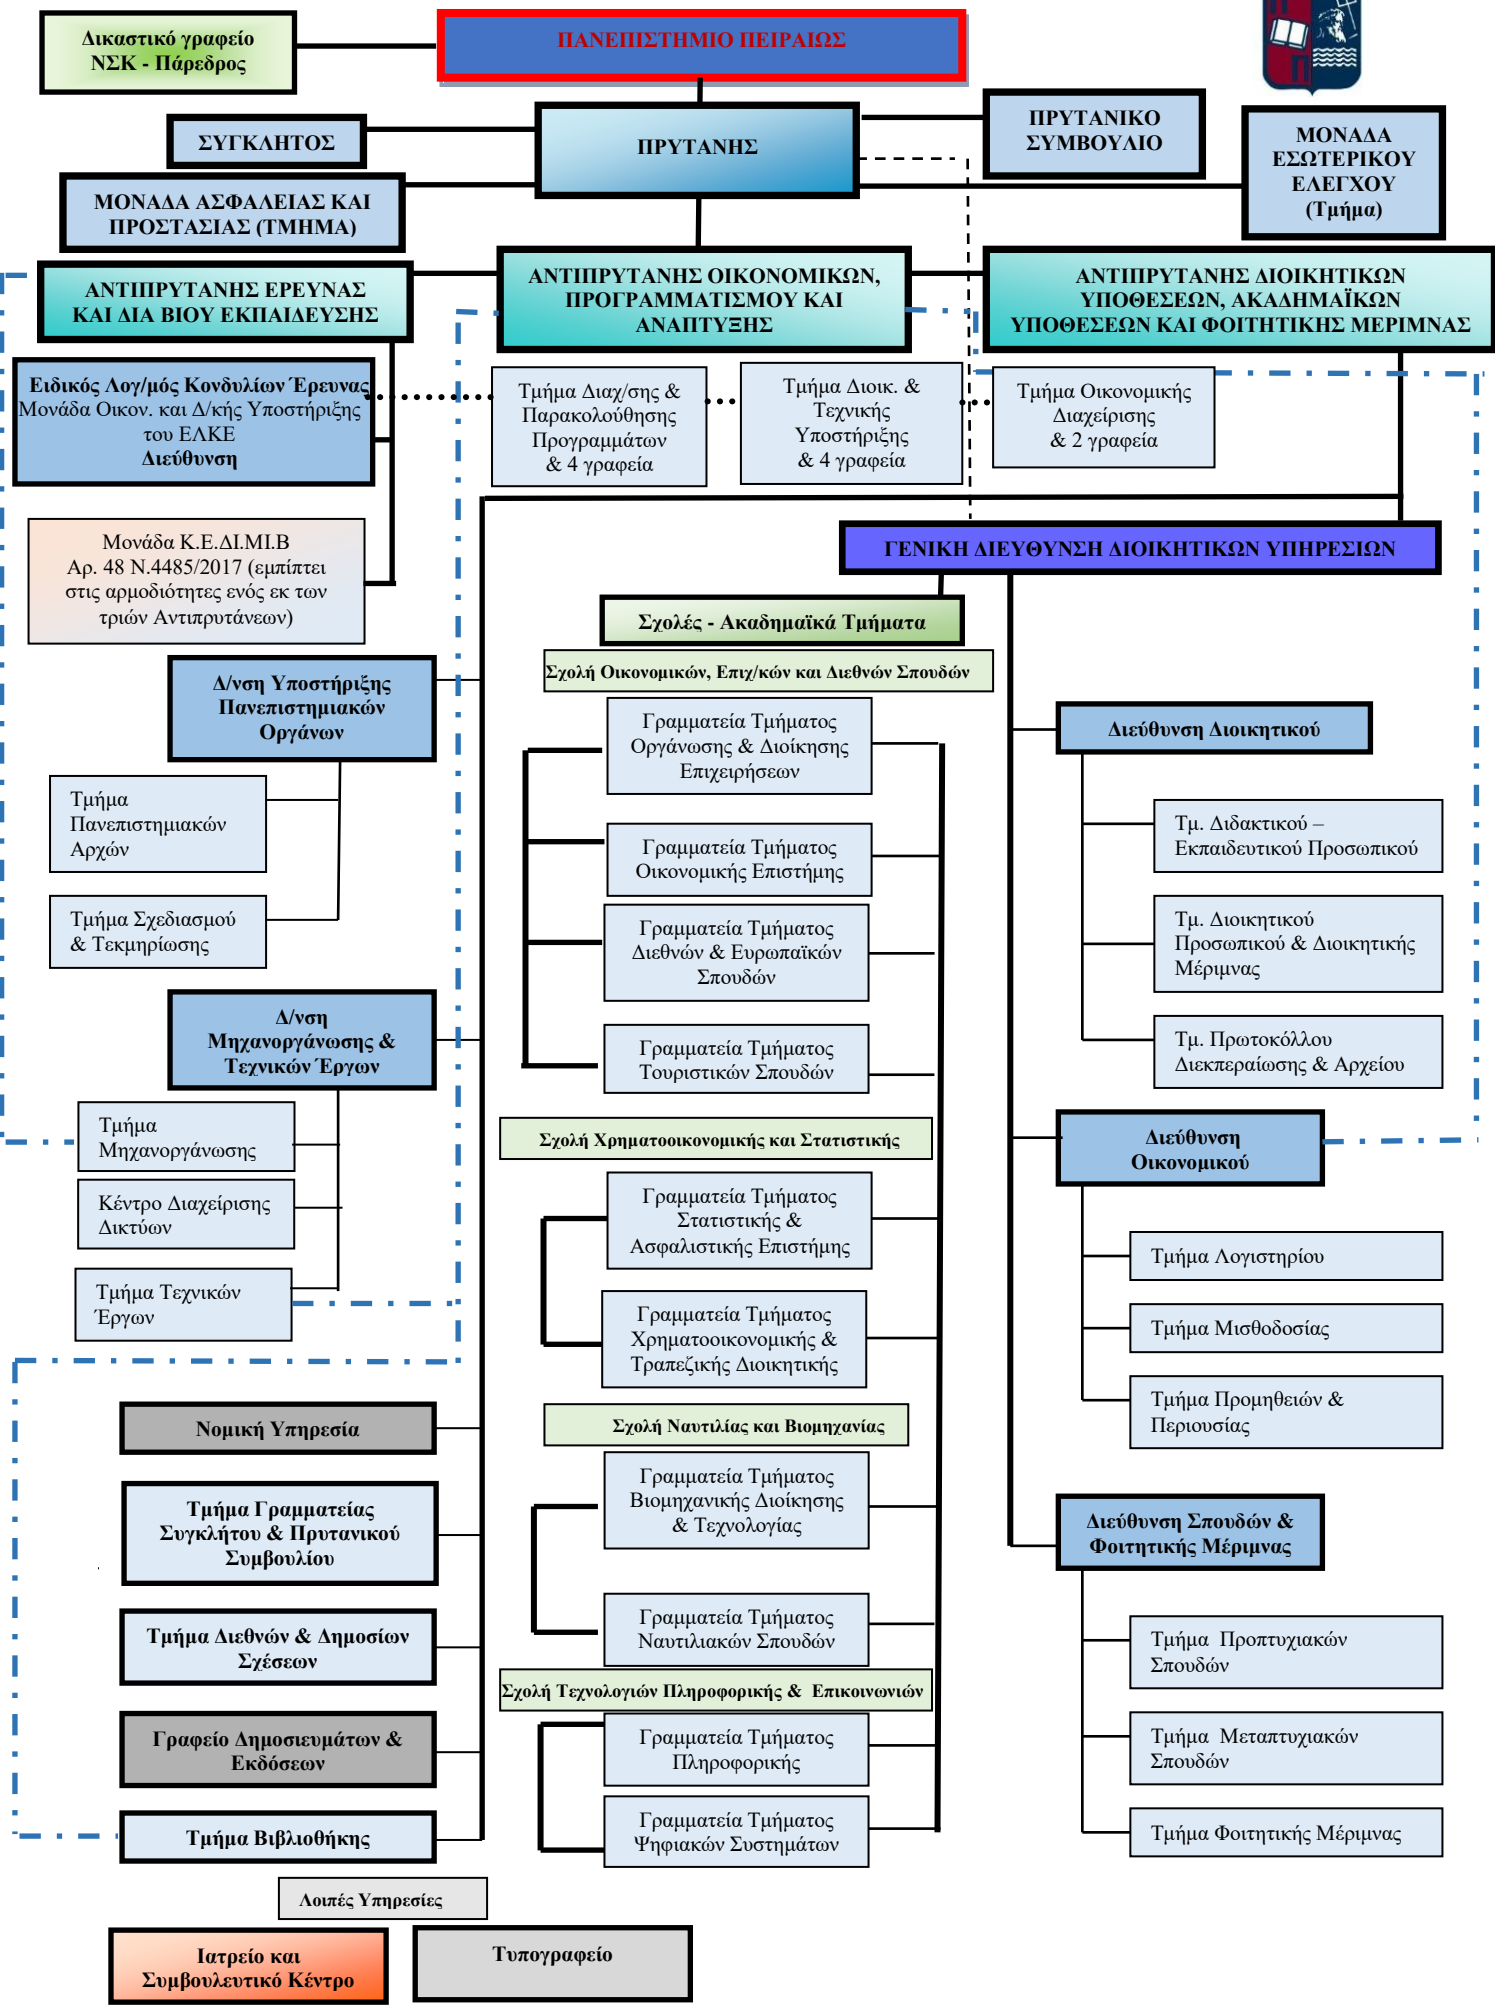 Δικαστικό γραφείο
ΝΣΚ - Πάρεδρος
ΠΑΝΕΠΙΣΤΗΜΙΟ ΠΕΙΡΑΙΩΣ
ΣΥΓΚΛΗΤΟΣ
ΠΡΥΤΑΝΗΣ
ΠΡΥΤΑΝΙΚΟ
ΣΥΜΒΟΥΛΙΟ
ΜΟΝΑΔΑ
ΕΣΩΤΕΡΙΚΟΥ
ΕΛΕΓΧΟΥ
(Τμήμα)
ΜΟΝΑΔΑ ΑΣΦΑΛΕΙΑΣ ΚΑΙ
ΠΡΟΣΤΑΣΙΑΣ (ΤΜΗΜΑ)
ΑΝΤΙΠΡΥΤΑΝΗΣ ΕΡΕΥΝΑΣ
ΚΑΙ ΔΙΑ ΒΙΟΥ ΕΚΠΑΙΔΕΥΣΗΣ
ΑΝΤΙΠΡΥΤΑΝΗΣ ΟΙΚΟΝΟΜΙΚΩΝ,
ΠΡΟΓΡΑΜΜΑΤΙΣΜΟΥ ΚΑΙ
ΑΝΑΠΤΥΞΗΣ
ΑΝΤΙΠΡΥΤΑΝΗΣ ΔΙΟΙΚΗΤΙΚΩΝ
ΥΠΟΘΕΣΕΩΝ, ΑΚΑΔΗΜΑΪΚΩΝ
ΥΠΟΘΕΣΕΩΝ ΚΑΙ ΦΟΙΤΗΤΙΚΗΣ ΜΕΡΙΜΝΑΣ
Ειδικός Λογ/μός Κονδυλίων Έρευνας
Μονάδα Οικον. και Δ/κής Υποστήριξης
του ΕΛΚΕ
Διεύθυνση
Τμήμα Διαχ/σης &
Παρακολούθησης
Προγραμμάτων
& 4 γραφεία
Τμήμα Διοικ. &
Τεχνικής
Υποστήριξης
& 4 γραφεία
Τμήμα Οικονομικής
Διαχείρισης
& 2 γραφεία
Μονάδα Κ.Ε.ΔΙ.ΜΙ.Β
Αρ. 48 Ν.4485/2017 (εμπίπτει
στις αρμοδιότητες ενός εκ των
τριών Αντιπρυτάνεων)
ΓΕΝΙΚΗ ΔΙΕΥΘΥΝΣΗ ΔΙΟΙΚΗΤΙΚΩΝ ΥΠΗΡΕΣΙΩΝ
Δ/νση Υποστήριξης
Πανεπιστημιακών
Οργάνων
Τμήμα
Πανεπιστημιακών
Αρχών
Τμήμα Σχεδιασμού
& Τεκμηρίωσης
Δ/νση
Μηχανοργάνωσης &
Τεχνικών Έργων
Τμήμα
Μηχανοργάνωσης
Κέντρο Διαχείρισης
Δικτύων
Τμήμα Τεχνικών
Έργων
Νομική Υπηρεσία
Τμήμα Γραμματείας
Συγκλήτου & Πρυτανικού
Συμβουλίου
Τμήμα Διεθνών & Δημοσίων
Σχέσεων
Γραφείο Δημοσιευμάτων &
Εκδόσεων
Τμήμα Βιβλιοθήκης
Σχολές - Ακαδημαϊκά Τμήματα
Σχολή Οικονομικών, Επιχ/κών και Διεθνών Σπουδών
Γραμματεία Τμήματος
Οργάνωσης & Διοίκησης
Επιχειρήσεων
Γραμματεία Τμήματος
Οικονομικής Επιστήμης
Γραμματεία Τμήματος
Διεθνών & Ευρωπαϊκών
Σπουδών
Γραμματεία Τμήματος
Τουριστικών Σπουδών
Σχολή Χρηματοοικονομικής και Στατιστικής
Γραμματεία Τμήματος
Στατιστικής &
Ασφαλιστικής Επιστήμης
Γραμματεία Τμήματος
Χρηματοοικονομικής &
Τραπεζικής Διοικητικής
Σχολή Ναυτιλίας και Βιομηχανίας
Γραμματεία Τμήματος
Βιομηχανικής Διοίκησης
& Τεχνολογίας
Γραμματεία Τμήματος
Ναυτιλιακών Σπουδών
Σχολή Τεχνολογιών Πληροφορικής & Επικοινωνιών
Γραμματεία Τμήματος
Πληροφορικής
Γραμματεία Τμήματος
Ψηφιακών Συστημάτων
Διεύθυνση Διοικητικού
Τμ. Διδακτικού –
Εκπαιδευτικού Προσωπικού
Τμ. Διοικητικού
Προσωπικού & Διοικητικής
Μέριμνας
Τμ. Πρωτοκόλλου
Διεκπεραίωσης & Αρχείου
Διεύθυνση
Οικονομικού
Τμήμα Λογιστηρίου
Τμήμα Μισθοδοσίας
Τμήμα Προμηθειών &
Περιουσίας
Διεύθυνση Σπουδών &
Φοιτητικής Μέριμνας
Τμήμα Προπτυχιακών
Σπουδών
Τμήμα Μεταπτυχιακών
Σπουδών
Τμήμα Φοιτητικής Μέριμνας
Λοιπές Υπηρεσίες
Ιατρείο και
Συμβουλευτικό Κέντρο
Τυπογραφείο